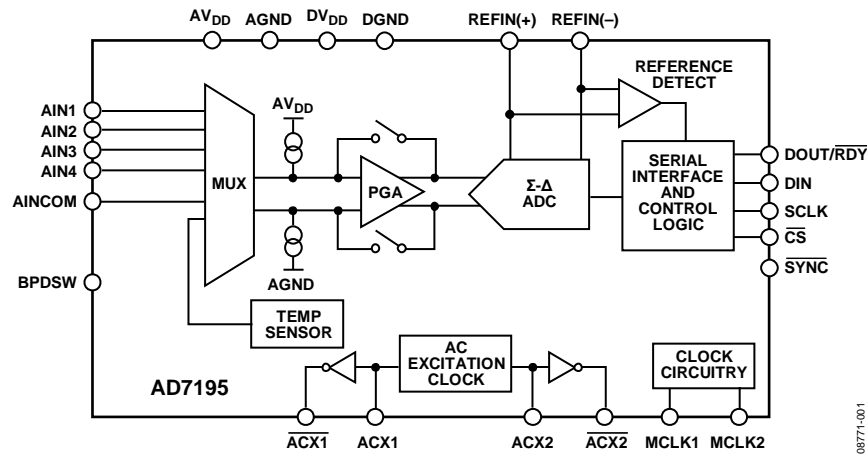 AVDD AGND DVDD DGND REFIN(+) REFIN(–)
REFERENCE
DETECT
AIN1
AIN2
AIN3
AIN4
AINCOM
BPDSW
MUX
AVDD
AGND
PGA
Σ-Δ
ADC
SERIAL
INTERFACE
AND
CONTROL
LOGIC
DOUT/RDY
DIN
SCLK
CS
SYNC
TEMP
SENSOR
AC
EXCITATION
CLOCK
CLOCK
CIRCUITRY
AD7195
ACX1 ACX1 ACX2 ACX2 MCLK1 MCLK2
08771-001